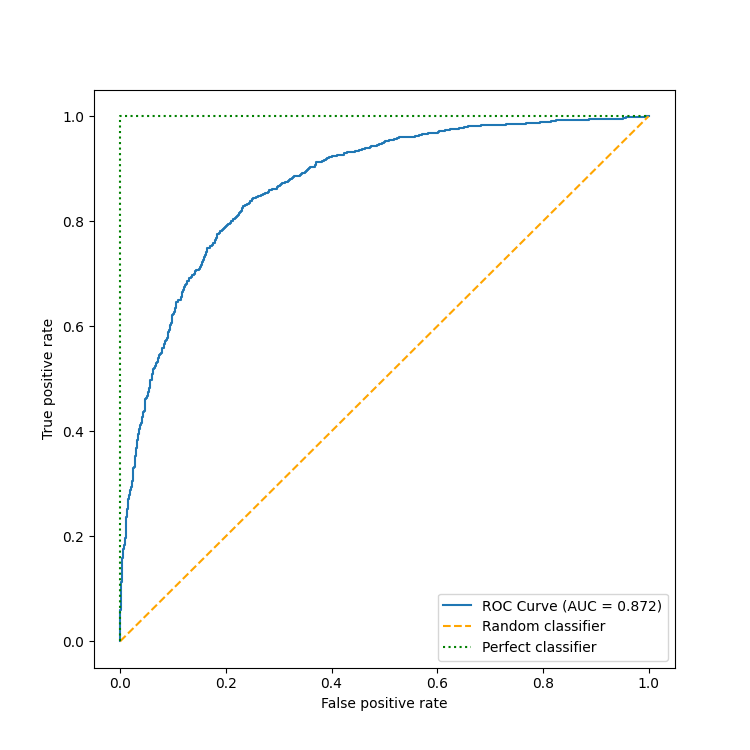 1.0
0.8
0.6
0.4
0.2
0.0
True positive rate
0.0 0.2 0.4 0.6 0.8 1.0
False positive rate
ROC Curve (AUC = 0.872)
Random classifier
Perfect classifier